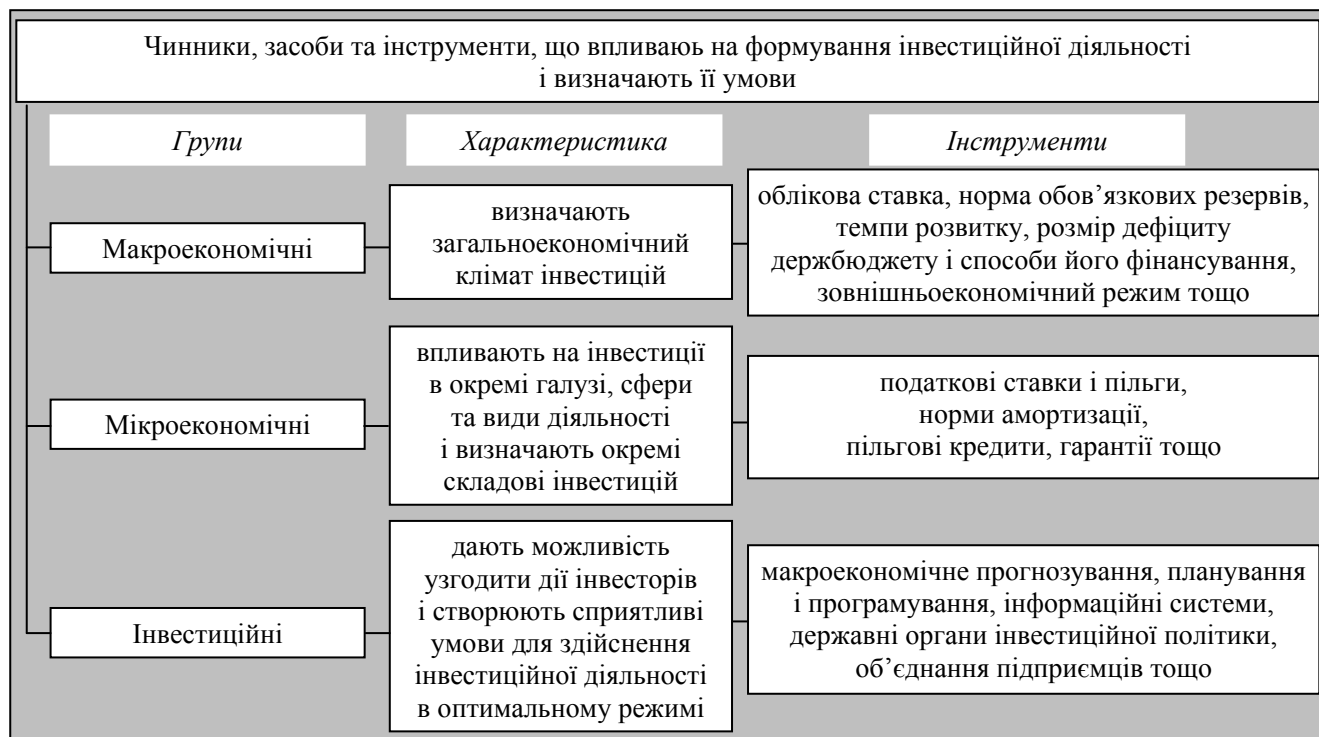 Чинники, засоби та інструменти, що впливаюь на формування інвестиційної діяльності
і визначають її умови
Групи
Характеристика
Інструменти
Макроекономічні
визначають
загальноекономічний
клімат інвестицій
облікова ставка, норма обов’язкових резервів,
темпи розвитку, розмір дефіциту
держбюджету і способи його фінансування,
зовнішньоекономічний режим тощо
Мікроекономічні
впливають на інвестиції
в окремі галузі, сфери
та види діяльності
і визначають окремі
складові інвестицій
податкові ставки і пільги,
норми амортизації,
пільгові кредити, гарантії тощо
Інвестиційні
дають можливість
узгодити дії інвесторів
і створюють сприятливі
умови для здійснення
інвестиційної діяльності
в оптимальному режимі
макроекономічне прогнозування, планування
і програмування, інформаційні системи,
державні органи інвестиційної політики,
об’єднання підприємців тощо